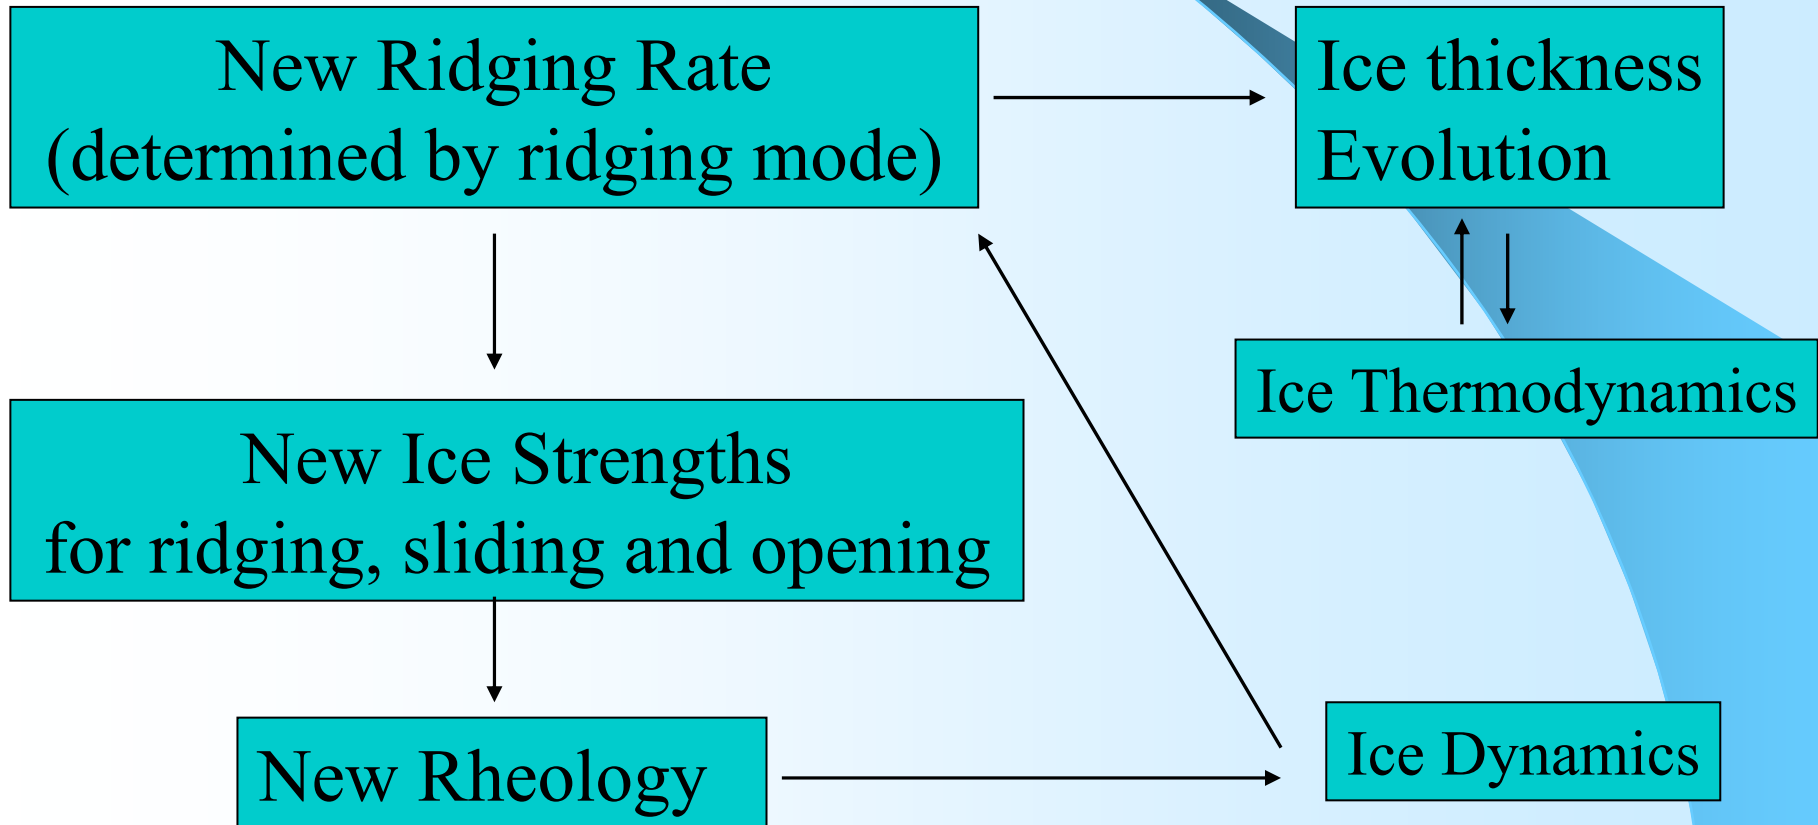 New Ridging Rate
(determined by ridging mode)
Ice thickness
Evolution
Ice Thermodynamics
New Ice Strengths
for ridging, sliding and opening
New Rheology
Ice Dynamics